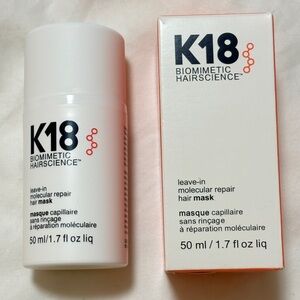 K18
BIOMIMETIC
HAIRSCIENCE™
leave-in
molecular repair
hair mask
masque capillaire
sans rinçage
à réparation moléculaire
50 ml/1.7 fl oz liq
K18
BIOMIMETIC
HAIRSCIENCE™
leave-in
molecular repair
hair mask
masque capillaire
sans rinçage
à réparation moléculaire
50 ml/1.7 fl oz liq